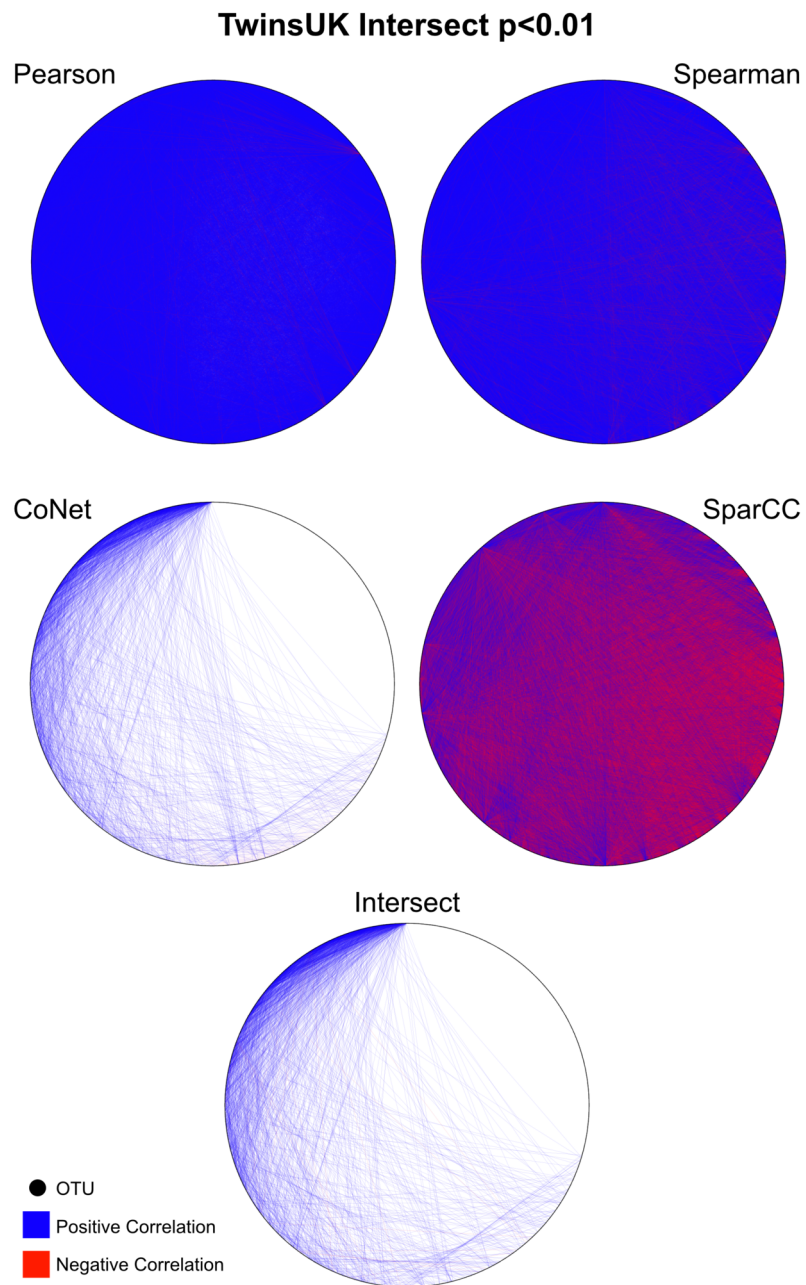 TwinsUK Intersect p<0.01
Pearson
Spearman
CoNet
SparCC
Intersect
OTU
Positive Correlation
Negative Correlation